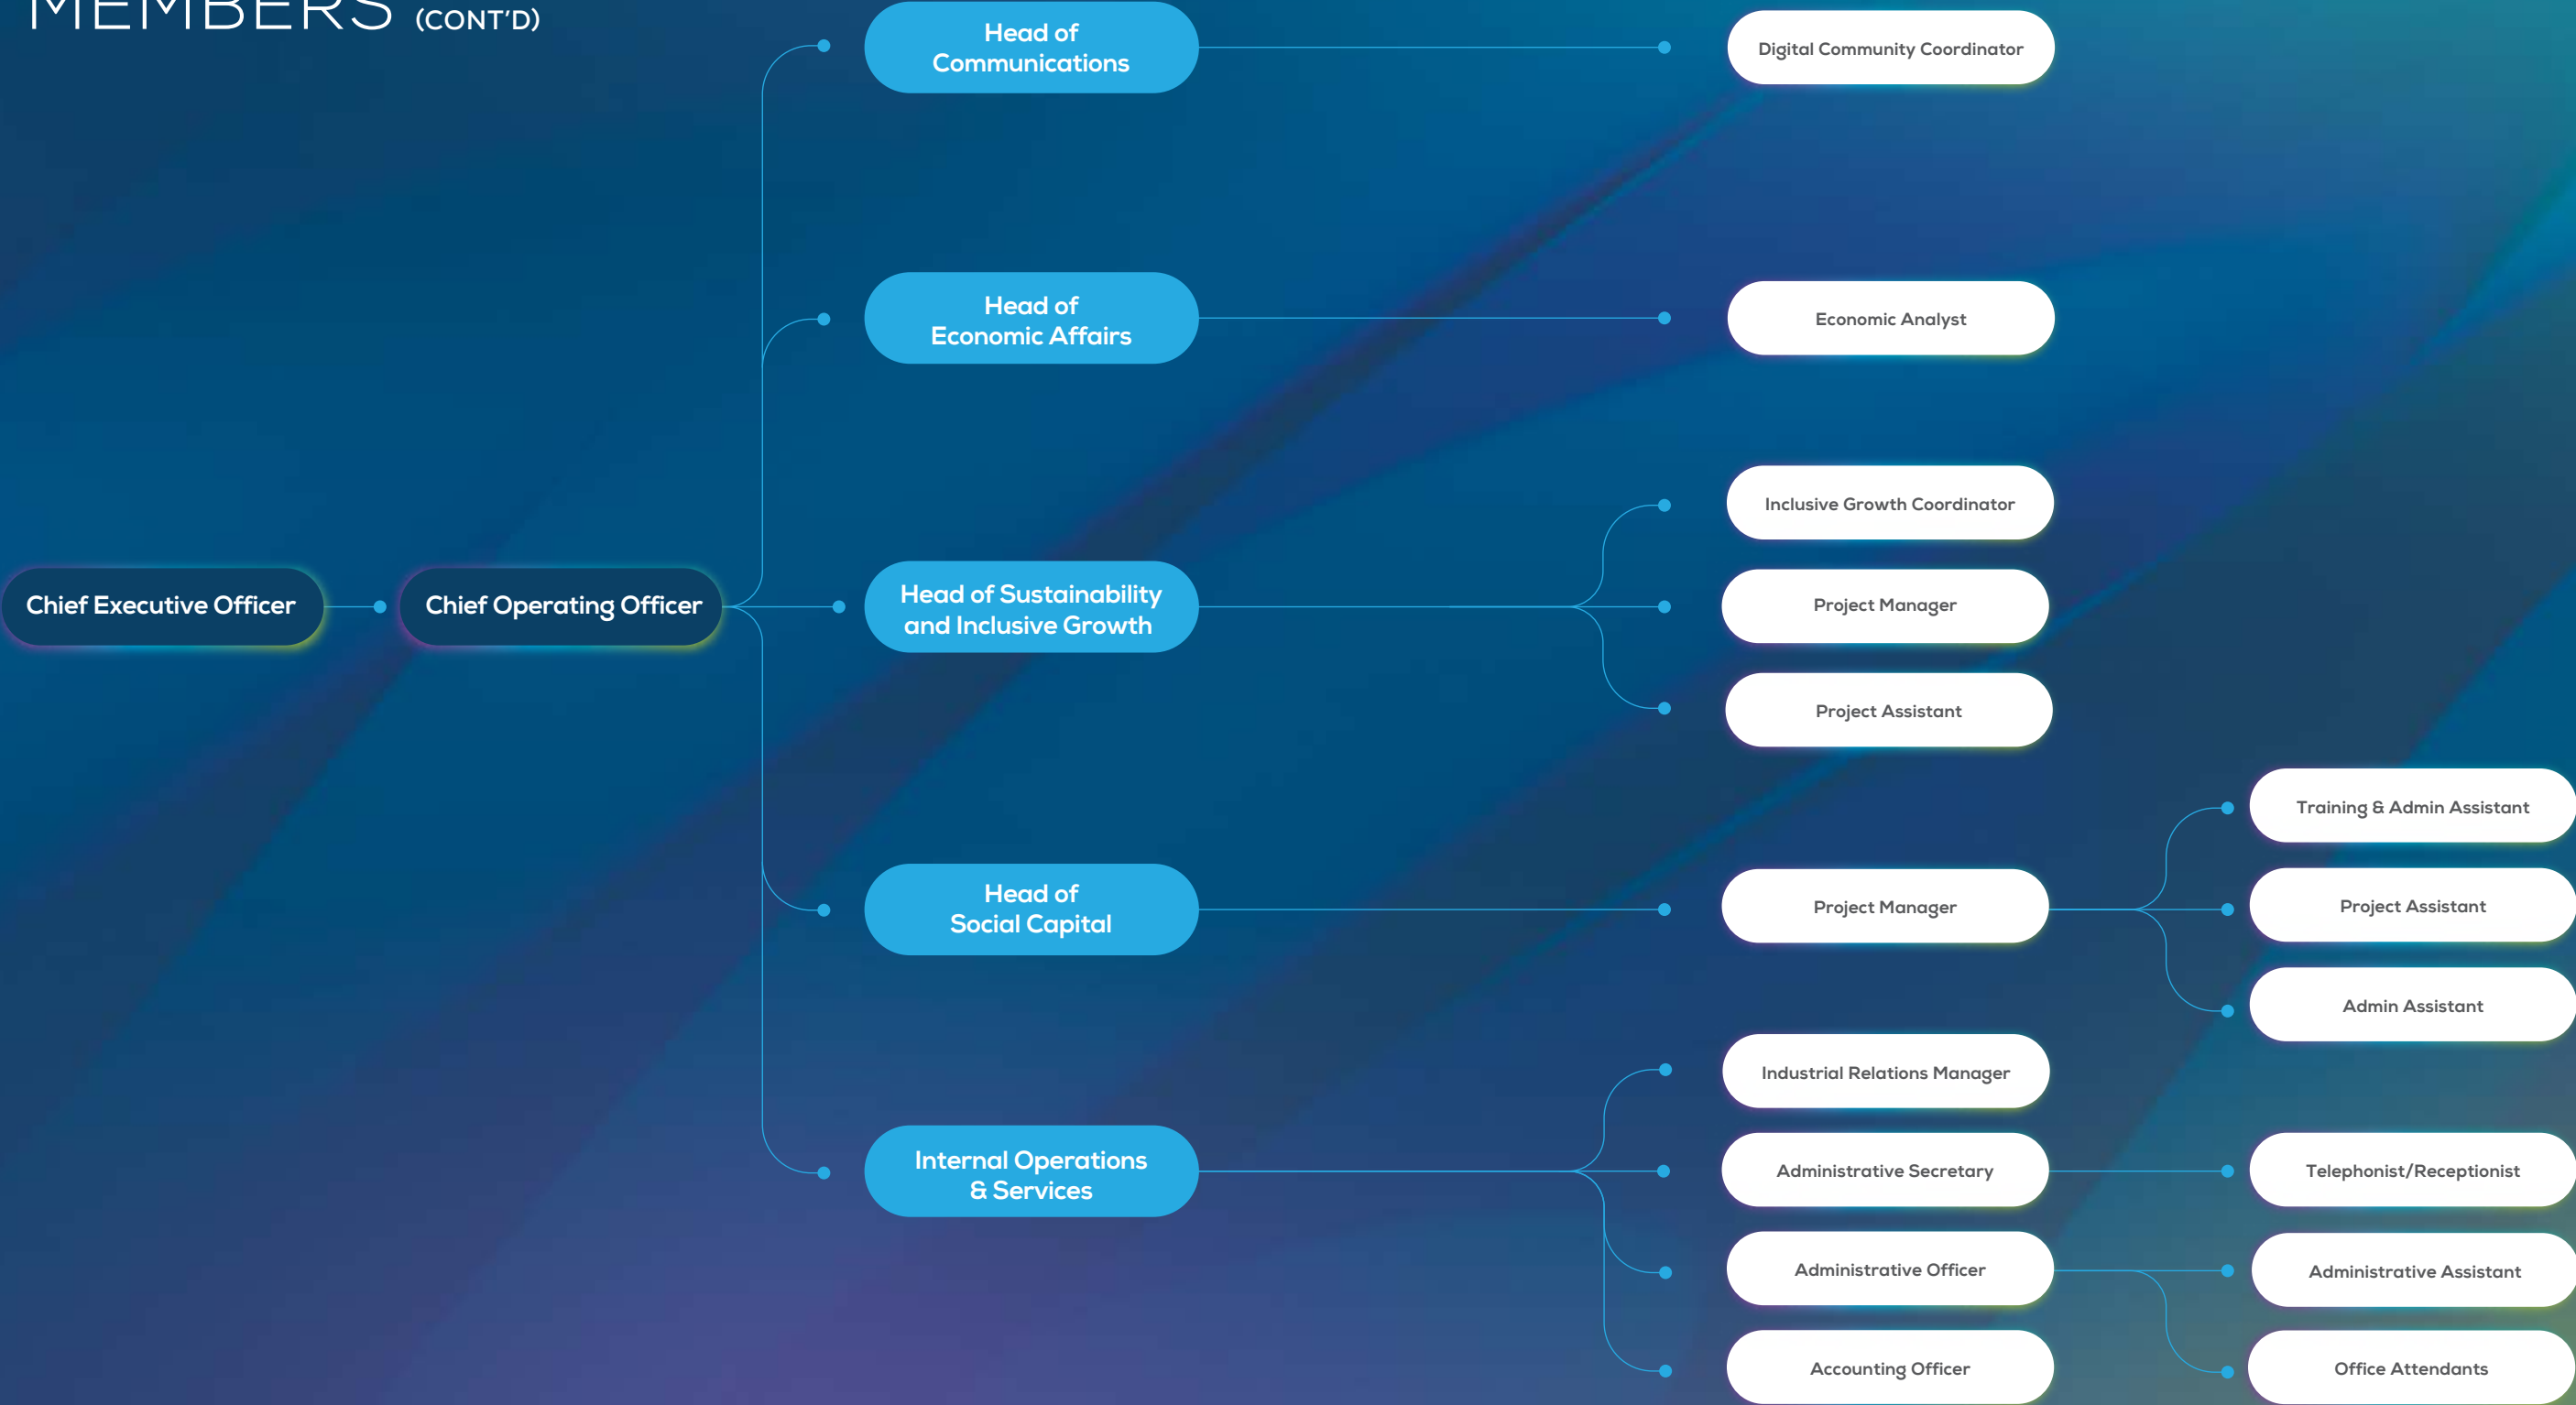 MEMBERS (CONT'D)
Chief Executive Officer
Chief Operating Officer
Head of
Communications
Digital Community Coordinator
Head of
Economic Affairs
Economic Analyst
Head of Sustainability
and Inclusive Growth
Inclusive Growth Coordinator
Project Manager
Project Assistant
Head of
Social Capital
Project Manager
Training & Admin Assistant
Project Assistant
Admin Assistant
Internal Operations
& Services
Industrial Relations Manager
Administrative Secretary
Telephonist/Receptionist
Administrative Officer
Administrative Assistant
Office Attendants
Accounting Officer